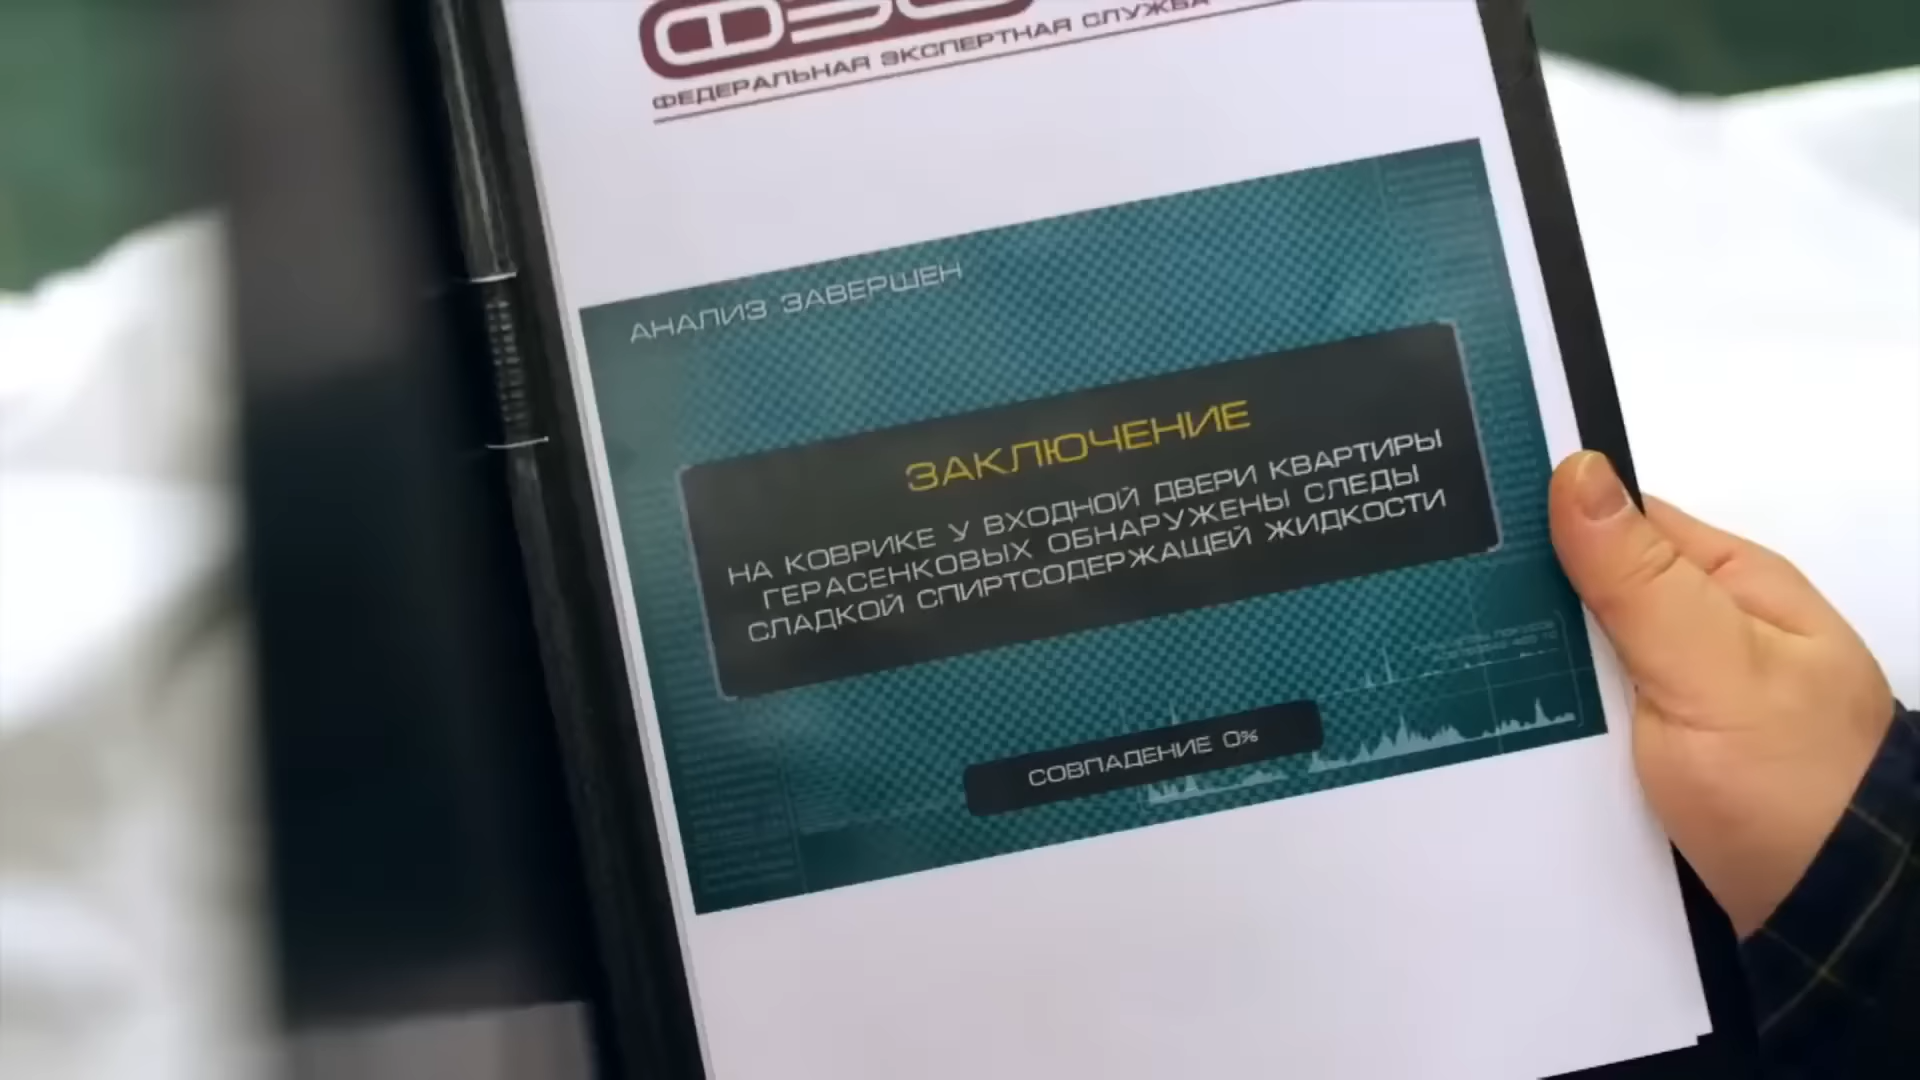 ФЭС
ФЕДЕРАЛЬНАЯ ЭКСПЕРТНАЯ СЛУЖБА
АНАЛИЗ ЗАВЕРШЕН
ЗАКЛЮЧЕНИЕ
НА КОВРИКЕ У ВХОДНОЙ ДВЕРИ КВАРТИРЫ
ГЕРАСЕНКОВЫХ ОБНАРУЖЕНЫ СЛЕДЫ
СЛАДКОЙ СПИРТСОДЕРЖАЩЕЙ ЖИДКОСТИ
СОВПАДЕНИЕ 0%